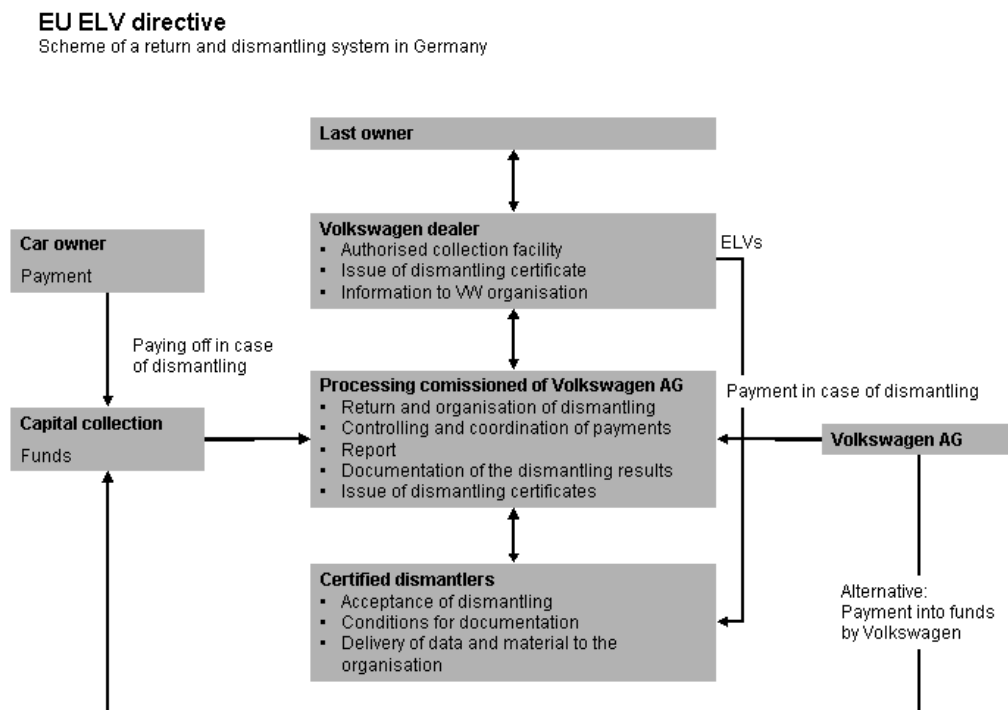 EU ELV directive
Scheme of a return and dismantling system in Germany
Last owner
Volkswagen dealer
▪ Authorised collection facility
▪ Issue of dismantling certificate
▪ Information to VW organisation
ELVs
Car owner
Payment
Paying off in case
of dismantling
Processing comissioned of Volkswagen AG
▪ Return and organisation of dismantling
▪ Controlling and coordination of payments
▪ Report
▪ Documentation of the dismantling results
▪ Issue of dismantling certificates
Payment in case of dismantling
Capital collection
Funds
Volkswagen AG
Certified dismantlers
▪ Acceptance of dismantling
▪ Conditions for documentation
▪ Delivery of data and material to the
organisation
Alternative:
Payment into funds
by Volkswagen